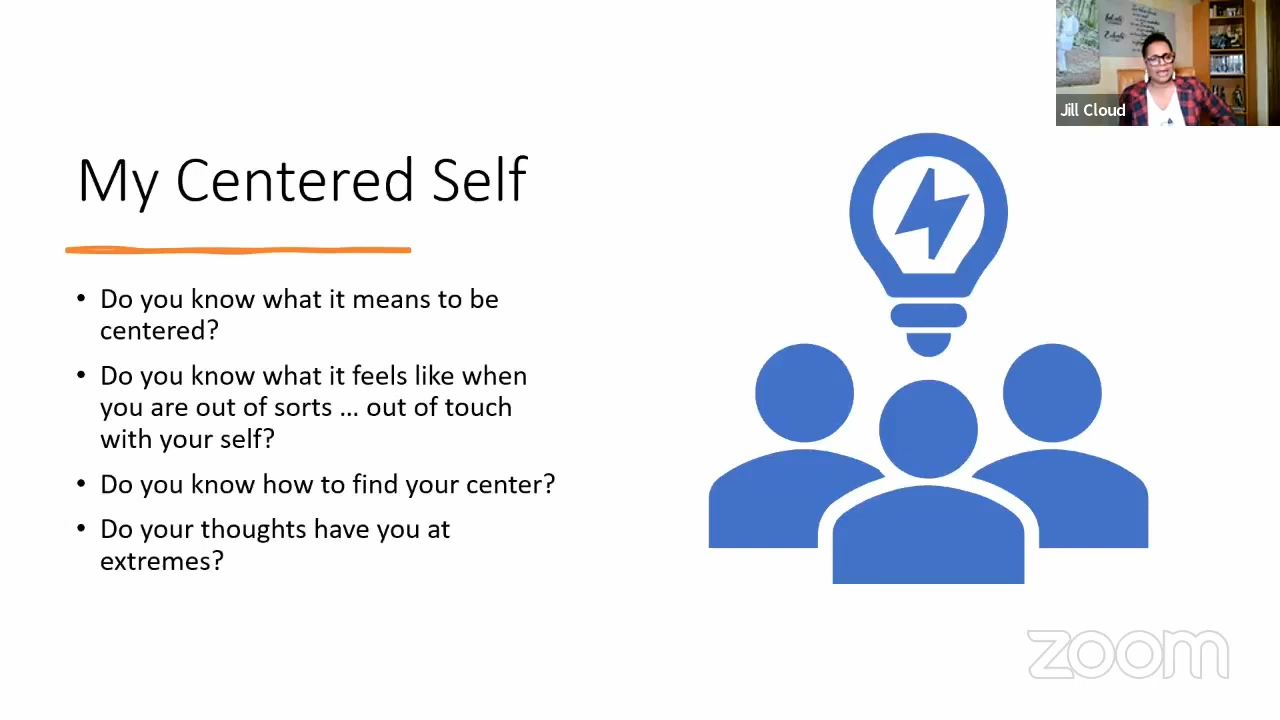 Jill Cloud
My Centered Self
• Do you know what it means to be
centered?
• Do you know what it feels like when
you are out of sorts … out of touch
with your self?
• Do you know how to find your center?
• Do your thoughts have you at
extremes?
zoom